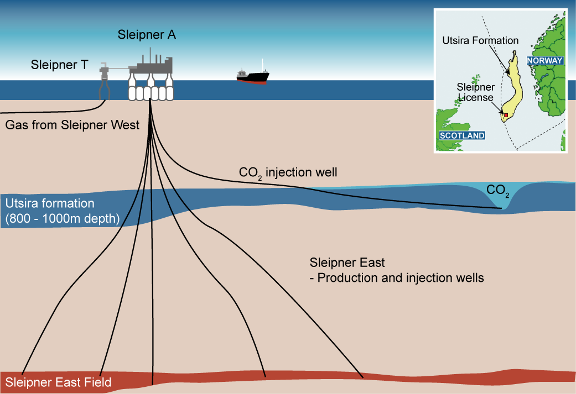 Sleipner A
Sleipner T
Gas from Sleipner West
CO₂ injection well
CO₂
Utsira formation
(800 - 1000m depth)
Sleipner East
- Production and injection wells
Sleipner East Field
Utsira Formation
NORWAY
Sleipner
License
SCOTLAND